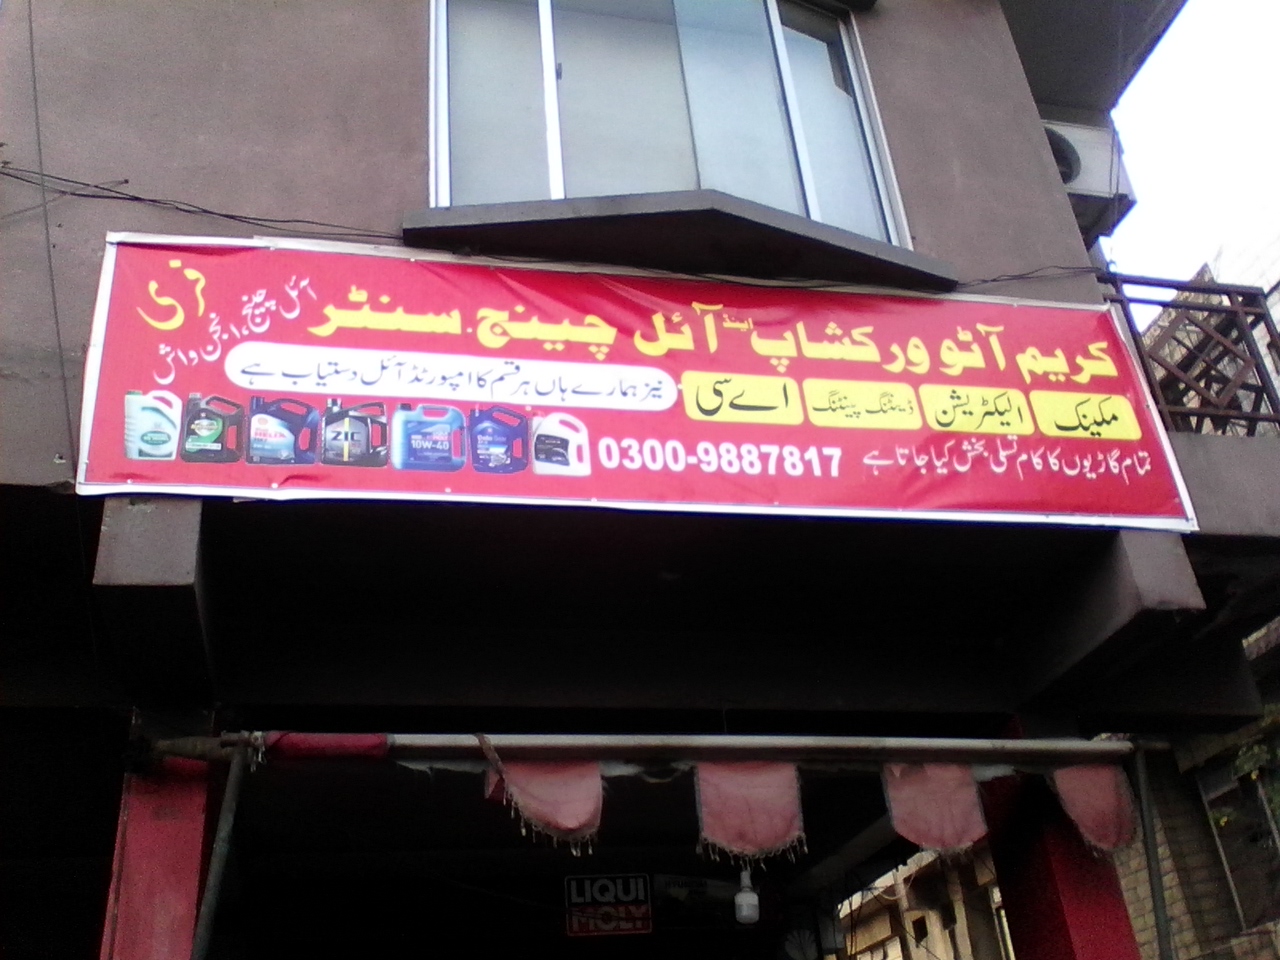 کریم آٹو ورکشاپ اینڈ آئل چینج سنٹر
آئل چینج، انجن واش
فری
مکینک
الیکٹریشن
ڈینٹنگ پینٹنگ
اے سی
نیز ہمارے ہاں ہر قسم کا امپورٹڈ آئل دستیاب ہے
تمام گاڑیوں کا کام تسلی بخش کیا جاتا ہے
0300-9887817
HELIX
ZIC
10W-40
LIQUI
MOLY